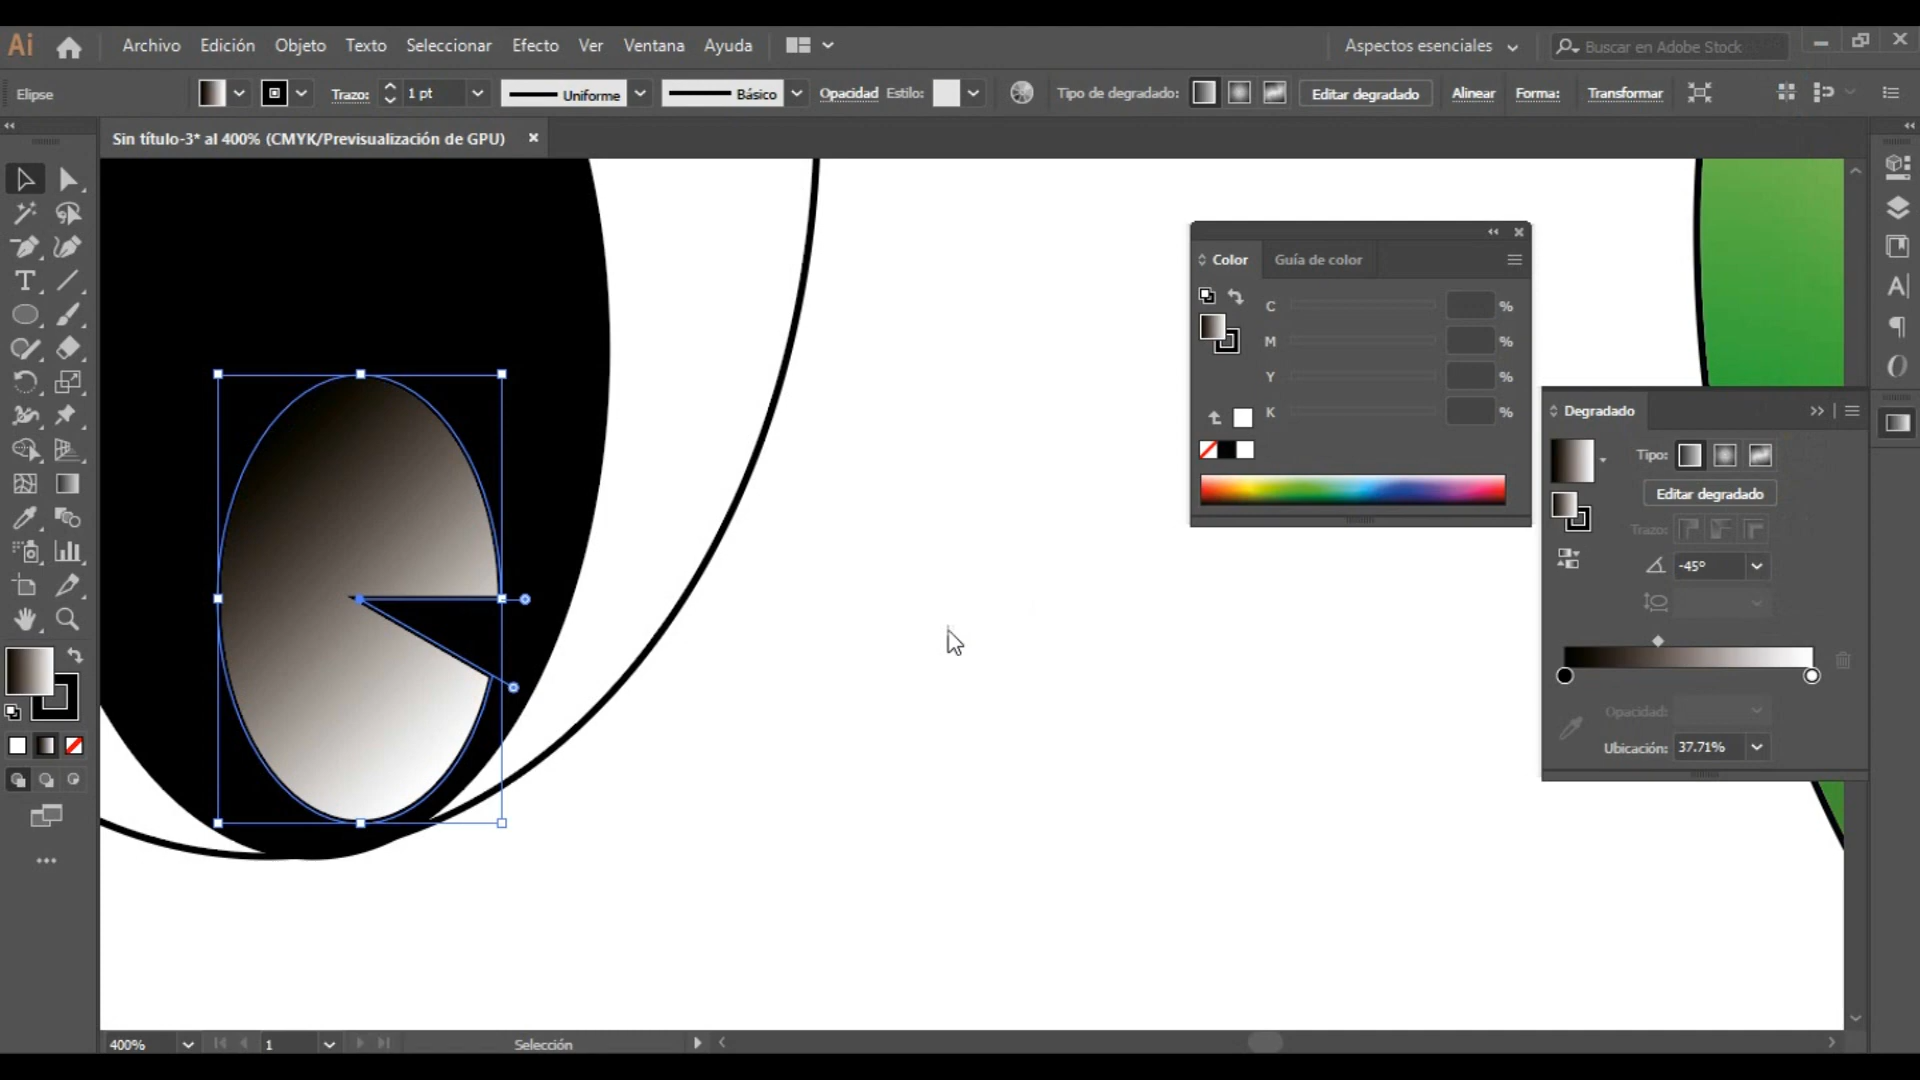 Ai Archivo Edición Objeto Texto Seleccionar Efecto Ver Ventana Ayuda Aspectos esenciales Buscar en Adobe Stock
Elipse Trazo: 1 pt Uniforme Básico Opacidad Estilo: Tipo de degradado: Editar degradado Alinear Forma: Transformar
Sin título-3* al 400% (CMYK/Previsualización de GPU)
Color Guía de color
C %
M %
Y %
K %
Degradado
Tipo:
Editar degradado
Trazo:
-45°
Opacidad:
Ubicación: 37.71%
400% 1 Selección